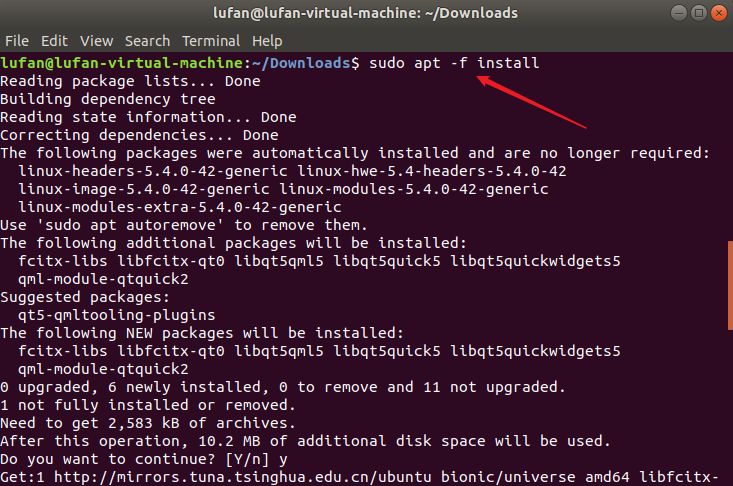 lufan@lufan-virtual-machine: ~/Downloads
File Edit View Search Terminal Help
lufan@lufan-virtual-machine:~/Downloads$ sudo apt -f install
Reading package lists... Done
Building dependency tree
Reading state information... Done
Correcting dependencies... Done
The following packages were automatically installed and are no longer required:
  linux-headers-5.4.0-42-generic linux-hwe-5.4-headers-5.4.0-42
  linux-image-5.4.0-42-generic linux-modules-5.4.0-42-generic
  linux-modules-extra-5.4.0-42-generic
Use 'sudo apt autoremove' to remove them.
The following additional packages will be installed:
  fcitx-libs libfcitx-qt0 libqt5qml5 libqt5quick5 libqt5quickwidgets5
  qml-module-qtquick2
Suggested packages:
  qt5-qmltooling-plugins
The following NEW packages will be installed:
  fcitx-libs libfcitx-qt0 libqt5qml5 libqt5quick5 libqt5quickwidgets5
  qml-module-qtquick2
0 upgraded, 6 newly installed, 0 to remove and 11 not upgraded.
1 not fully installed or removed.
Need to get 2,583 kB of archives.
After this operation, 10.2 MB of additional disk space will be used.
Do you want to continue? [Y/n] y
Get:1 http://mirrors.tuna.tsinghua.edu.cn/ubuntu bionic/universe amd64 libfcitx-